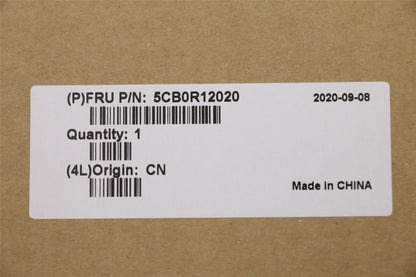 (P)FRU P/N: 5CB0R12020 2020-09-08
Quantity: 1
(4L)Origin: CN
Made In CHINA